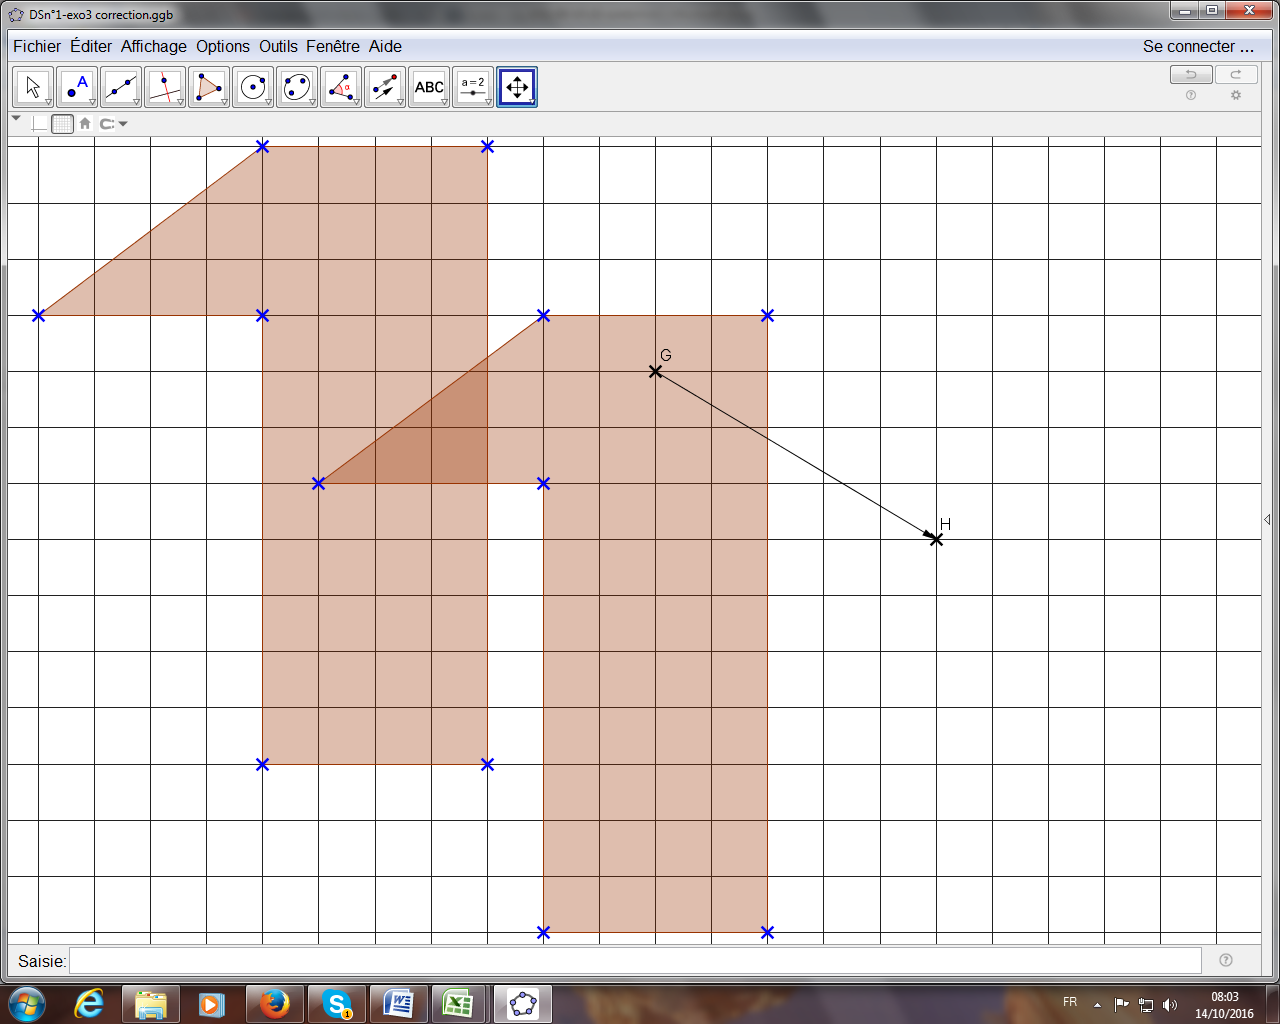 DSn°1-exo3 correction.ggb
Fichier Éditer Affichage Options Outils Fenêtre Aide
Se connecter ...
A
α
ABC
a=2
G
H
Saisie:
FR
08:03
14/10/2016
1